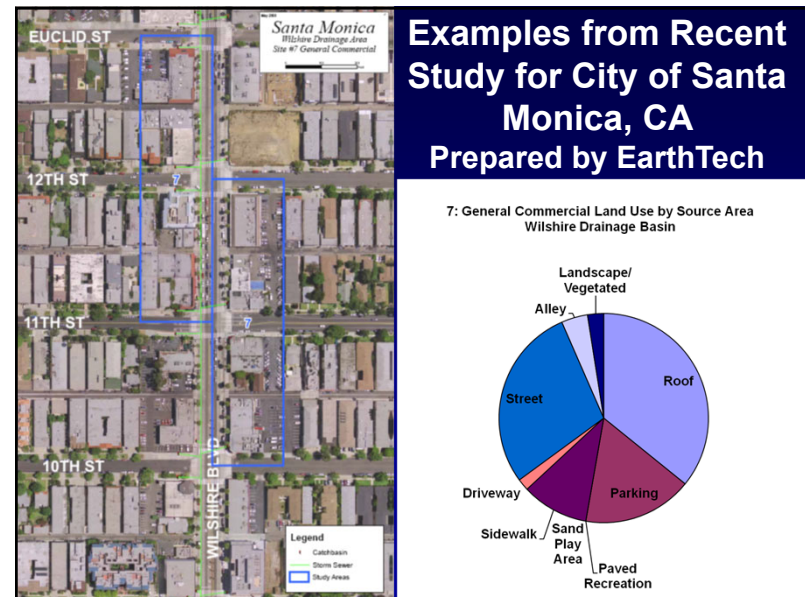 EUCLID ST
Santa Monica
Wilshire Drainage Area
Site #7 General Commercial
12TH ST
7
11TH ST
7
10TH ST
WILSHIRE BLVD
Legend
Catchbasin
Storm Sewer
Study Areas
Examples from Recent
Study for City of Santa
Monica, CA
Prepared by EarthTech
7: General Commercial Land Use by Source Area
Wilshire Drainage Basin
Landscape/
Vegetated
Alley
Roof
Street
Parking
Driveway
Sidewalk
Sand
Play
Area
Paved
Recreation